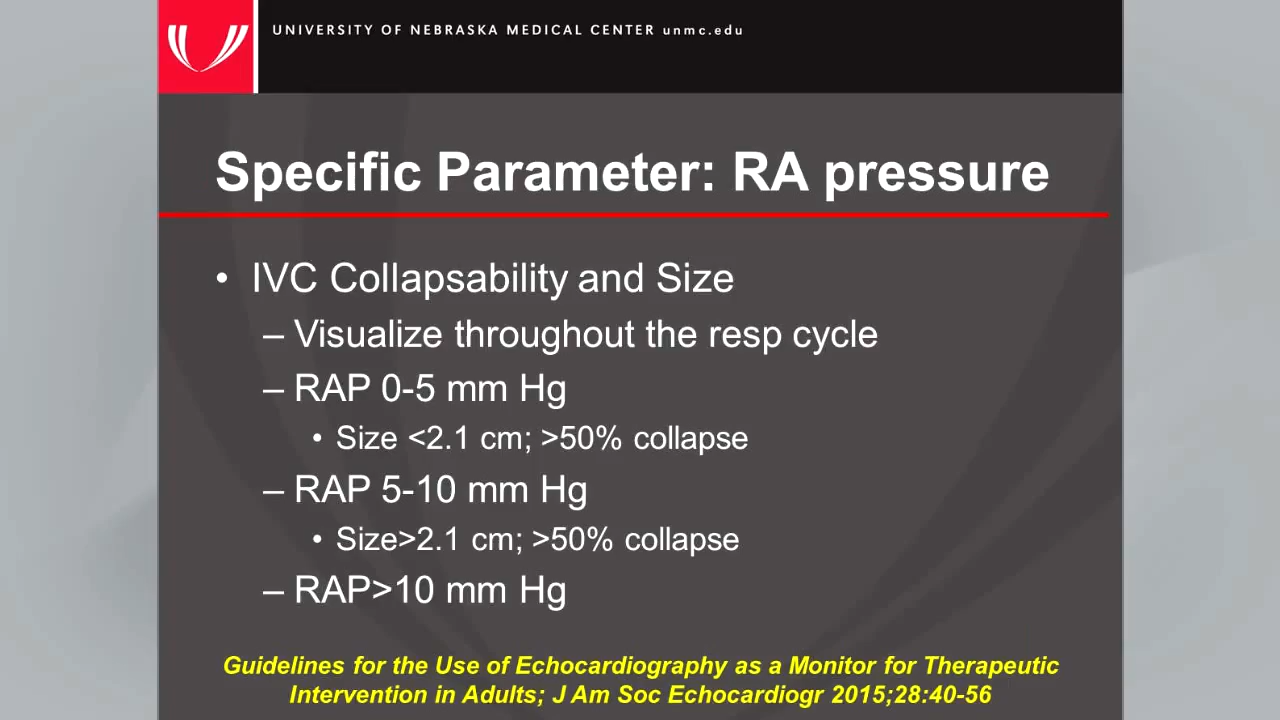 UNIVERSITY OF NEBRASKA MEDICAL CENTER unmc.edu
Specific Parameter: RA pressure
• IVC Collapsability and Size
– Visualize throughout the resp cycle
– RAP 0-5 mm Hg
• Size <2.1 cm; >50% collapse
– RAP 5-10 mm Hg
• Size>2.1 cm; >50% collapse
– RAP>10 mm Hg
Guidelines for the Use of Echocardiography as a Monitor for Therapeutic
Intervention in Adults; J Am Soc Echocardiogr 2015;28:40-56